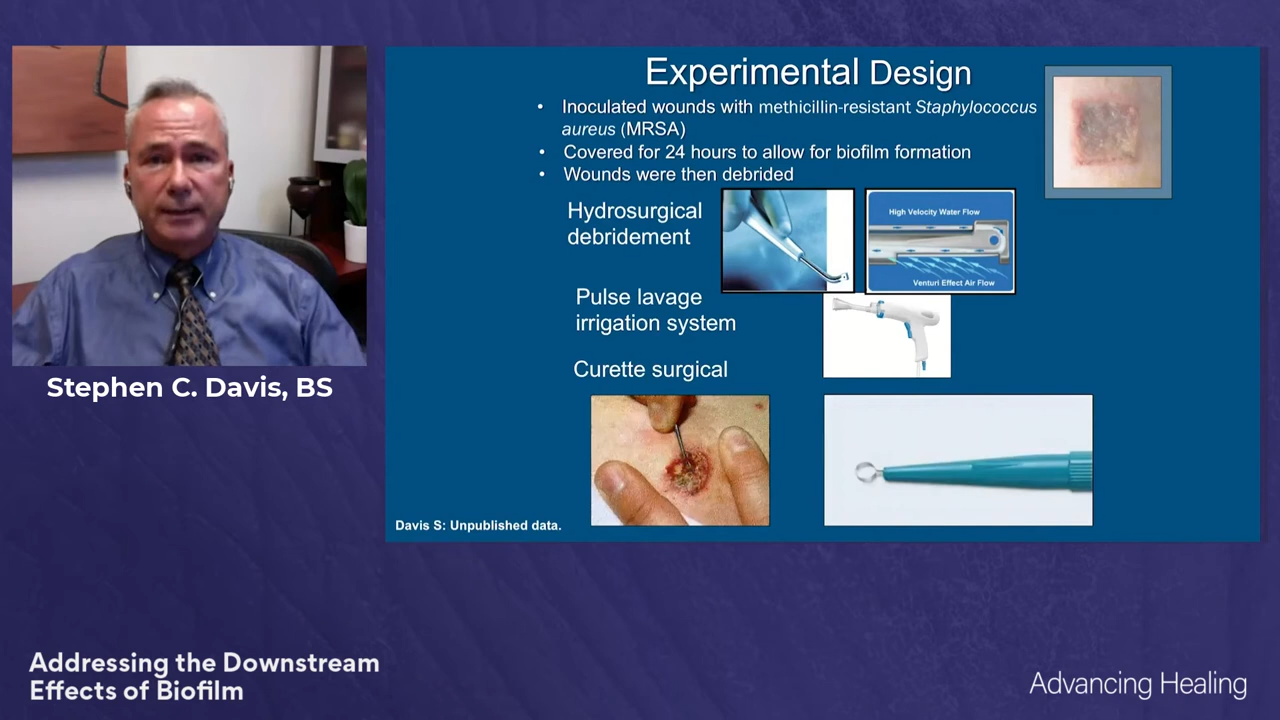 Experimental Design
• Inoculated wounds with methicillin-resistant Staphylococcus
aureus (MRSA)
• Covered for 24 hours to allow for biofilm formation
• Wounds were then debrided
Hydrosurgical
debridement
High Velocity Water Flow
Venturi Effect Air Flow
Pulse lavage
irrigation system
Curette surgical
Davis S: Unpublished data.
Stephen C. Davis, BS
Addressing the Downstream
Effects of Biofilm
Advancing Healing